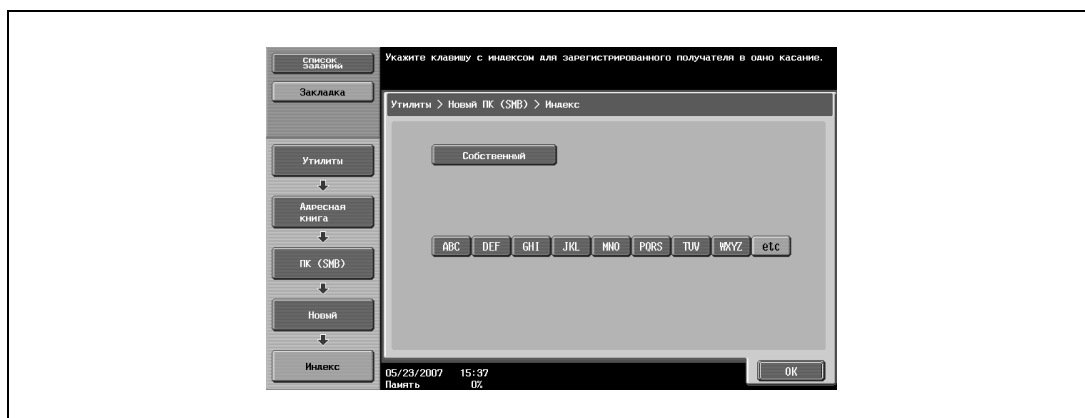 Список
заданий
Закладка
Утилиты
Адресная
книга
ПК (SMB)
Новый
Индекс
Укажите клавишу с индексом для зарегистрированного получателя в одно касание.
Утилиты > Новый ПК (SMB) > Индекс
Собственный
ABC DEF GHI JKL MNO PQRS TUV WXYZ etc
05/23/2007 15:37
Память 0%
OK